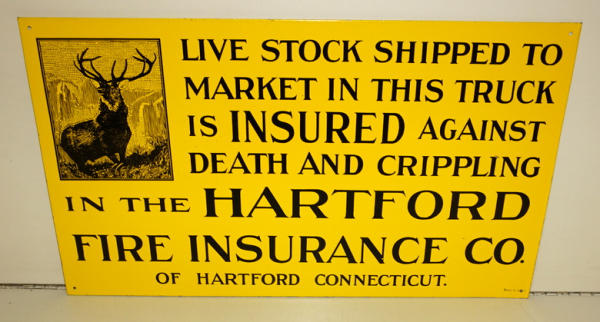 LIVE STOCK SHIPPED TO
MARKET IN THIS TRUCK
IS INSURED AGAINST
DEATH AND CRIPPLING
IN THE HARTFORD
FIRE INSURANCE CO.
OF HARTFORD CONNECTICUT.